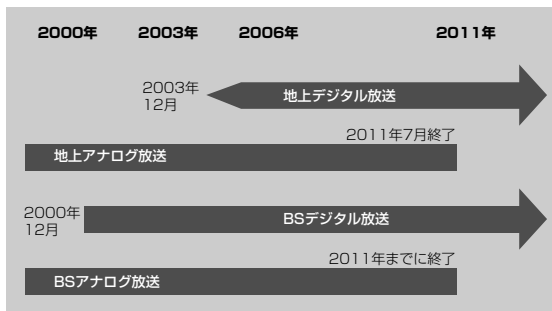 2000年 2003年 2006年 2011年
2003年
12月
地上デジタル放送
2011年7月終了
地上アナログ放送
2000年
12月
BSデジタル放送
2011年までに終了
BSアナログ放送